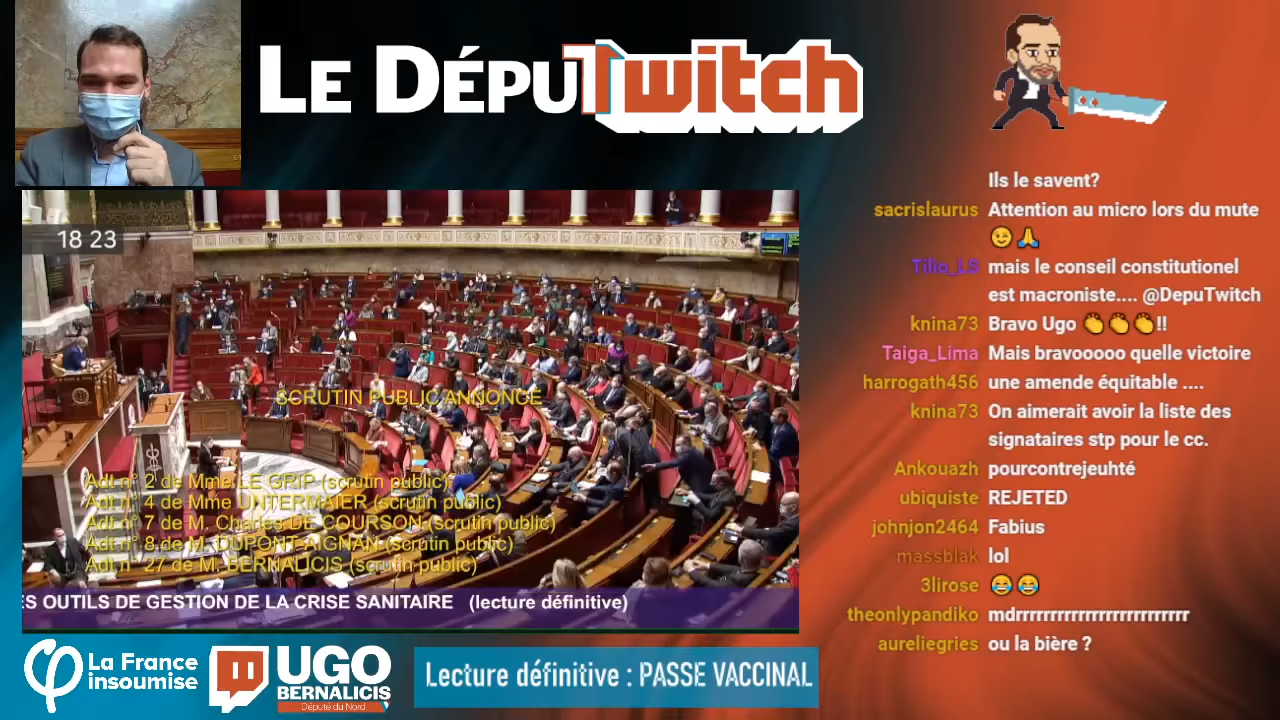 LE DÉPUTwitch
18 23
SCRUTIN PUBLIC ANNONCÉ
Adt n° 2 de Mme LE GRIP (scrutin public)
Adt n° 4 de Mme UNTERMAIER (scrutin public)
Adt n° 7 de M. Charles DE COURSON (scrutin public)
Adt n° 8 de M. DUPONT-AIGNAN (scrutin public)
Adt n° 27 de M. BERNALICIS (scrutin public)
ES OUTILS DE GESTION DE LA CRISE SANITAIRE (lecture définitive)
La France
insoumise
UGO
BERNALICIS
Député du Nord
Lecture définitive : PASSE VACCINAL
Ils le savent?
sacrislaurus Attention au micro lors du mute
😉🙏
Tillo_LS mais le conseil constitutionel
est macroniste.... @DepuTwitch
knina73 Bravo Ugo 👏👏👏!!
Taiga_Lima Mais bravooooo quelle victoire
harrogath456 une amende équitable ....
knina73 On aimerait avoir la liste des
signataires stp pour le cc.
Ankouazh pourcontrejeuhté
ubiquiste REJETED
johnjon2464 Fabius
massblak lol
3lirose 😂😂
theonlypandiko mdrrrrrrrrrrrrrrrrrrrrrrrrr
aureliegries ou la bière ?